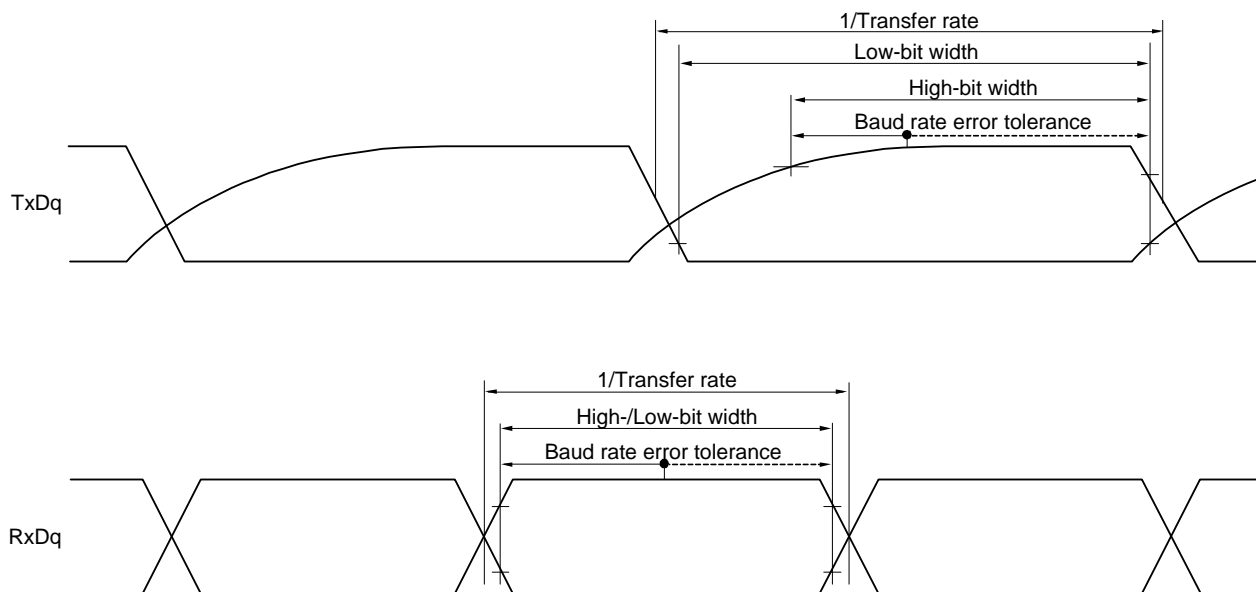 1/Transfer rate
Low-bit width
High-bit width
Baud rate error tolerance
TxDq
1/Transfer rate
High-/Low-bit width
Baud rate error tolerance
RxDq